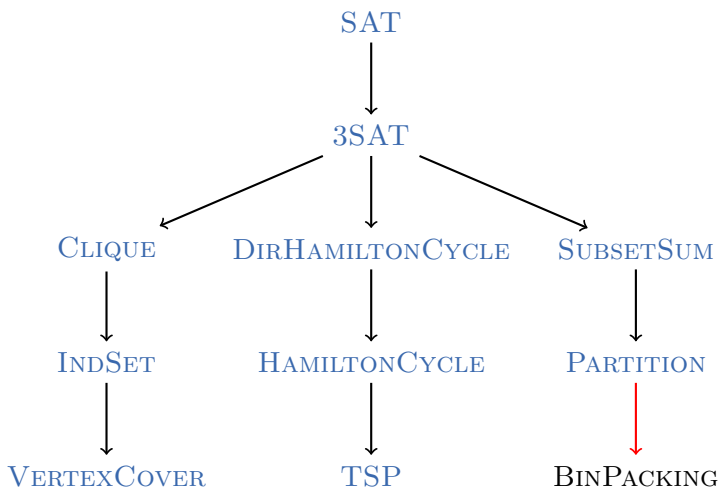 SAT
3SAT
CLIQUE DIRHAMILTONCYCLE SUBSETSUM
INDSET HAMILTONCYCLE PARTITION
VERTEXCOVER TSP BINPACKING